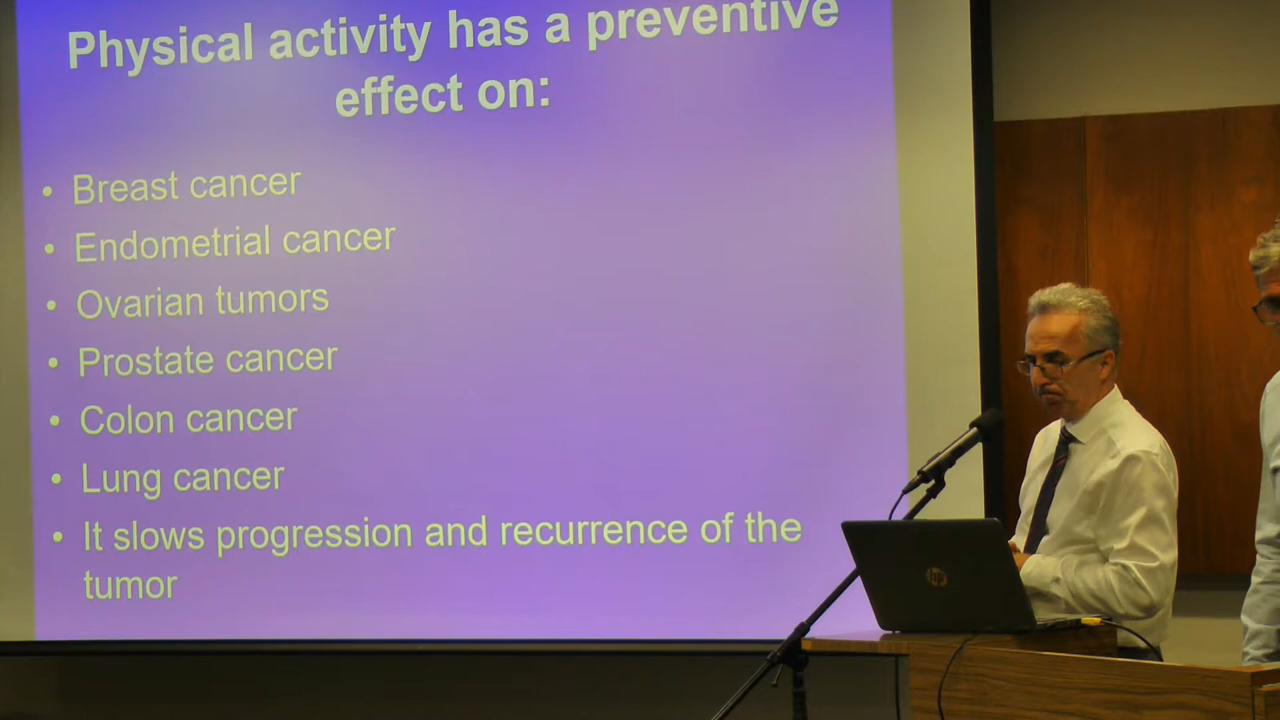 Physical activity has a preventive
effect on:
• Breast cancer
• Endometrial cancer
• Ovarian tumors
• Prostate cancer
• Colon cancer
• Lung cancer
• It slows progression and recurrence of the
tumor
hp